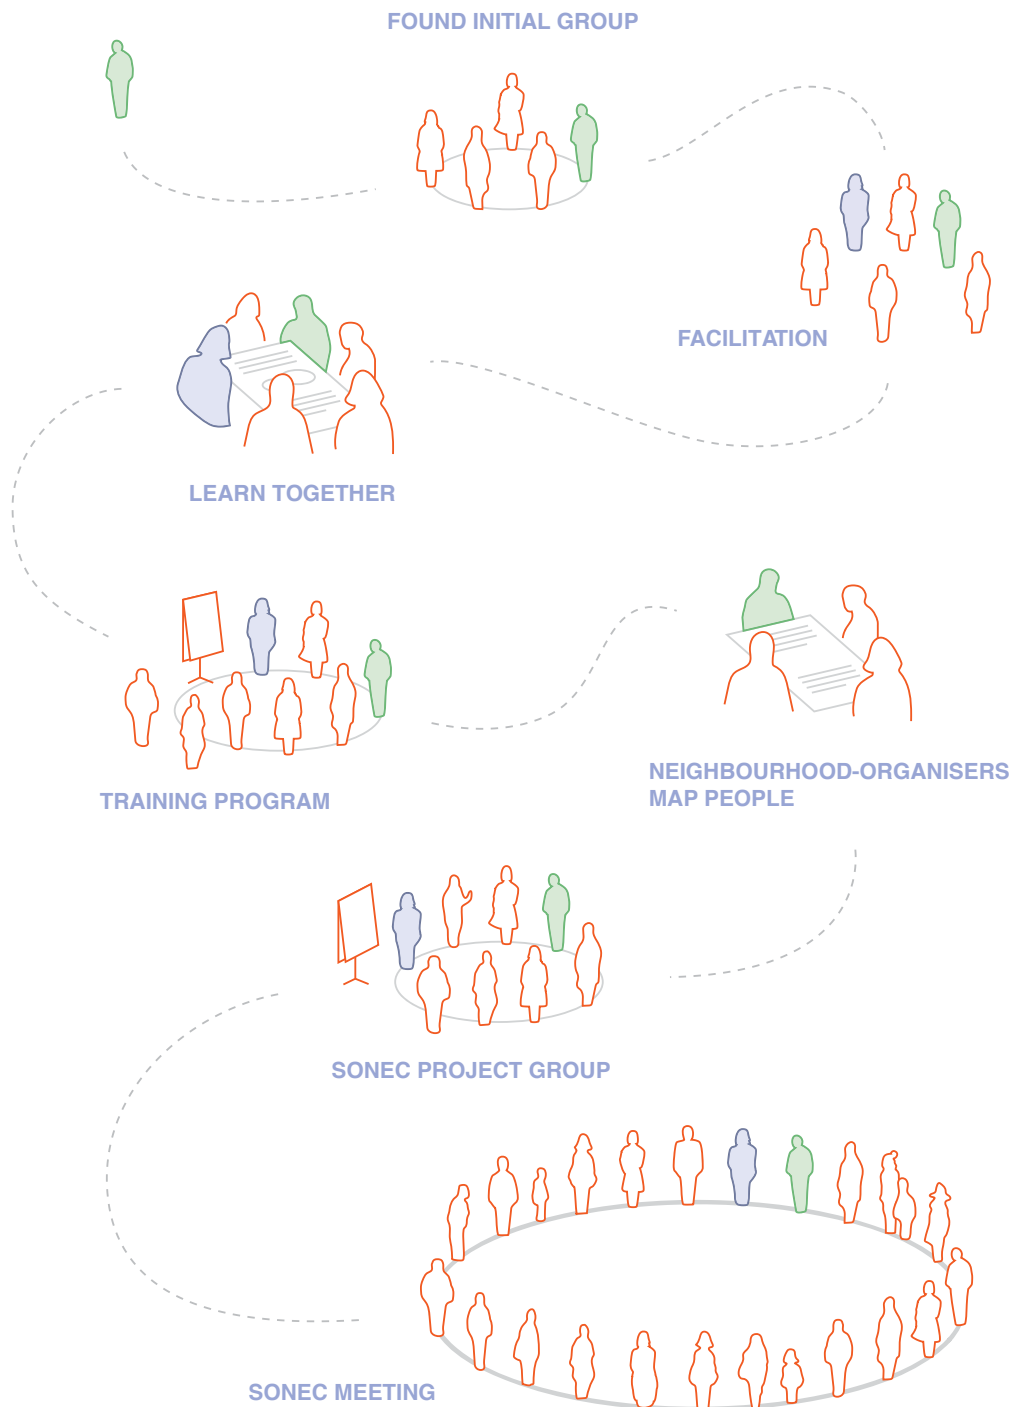 FOUND INITIAL GROUP
FACILITATION
LEARN TOGETHER
TRAINING PROGRAM
NEIGHBOURHOOD-ORGANISERS
MAP PEOPLE
SONEC PROJECT GROUP
SONEC MEETING